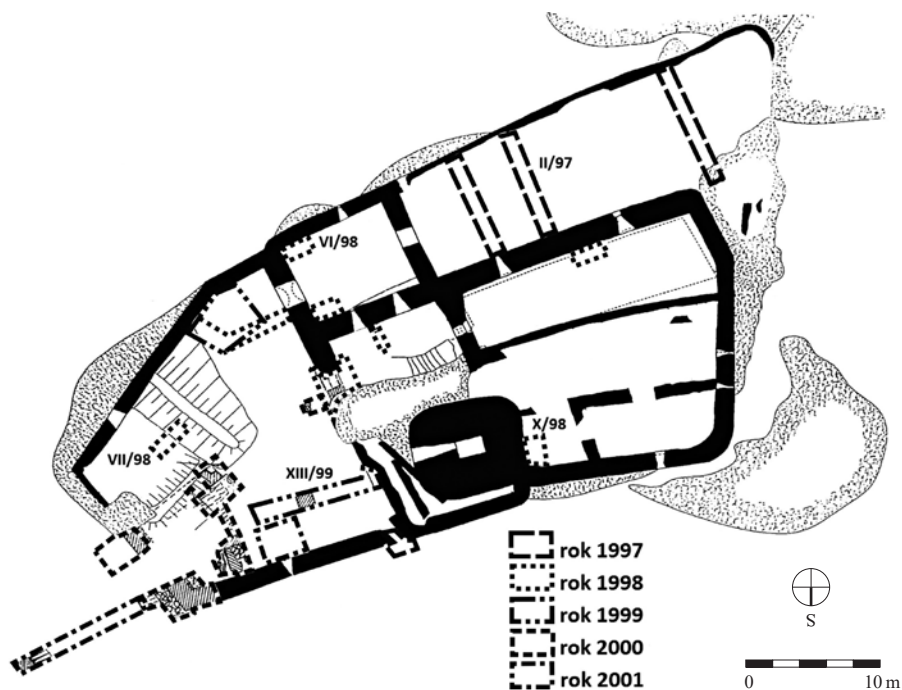 II/97
VI/98
X/98
VII/98
XIII/99
rok 1997
rok 1998
rok 1999
rok 2000
rok 2001
S
0 10 m